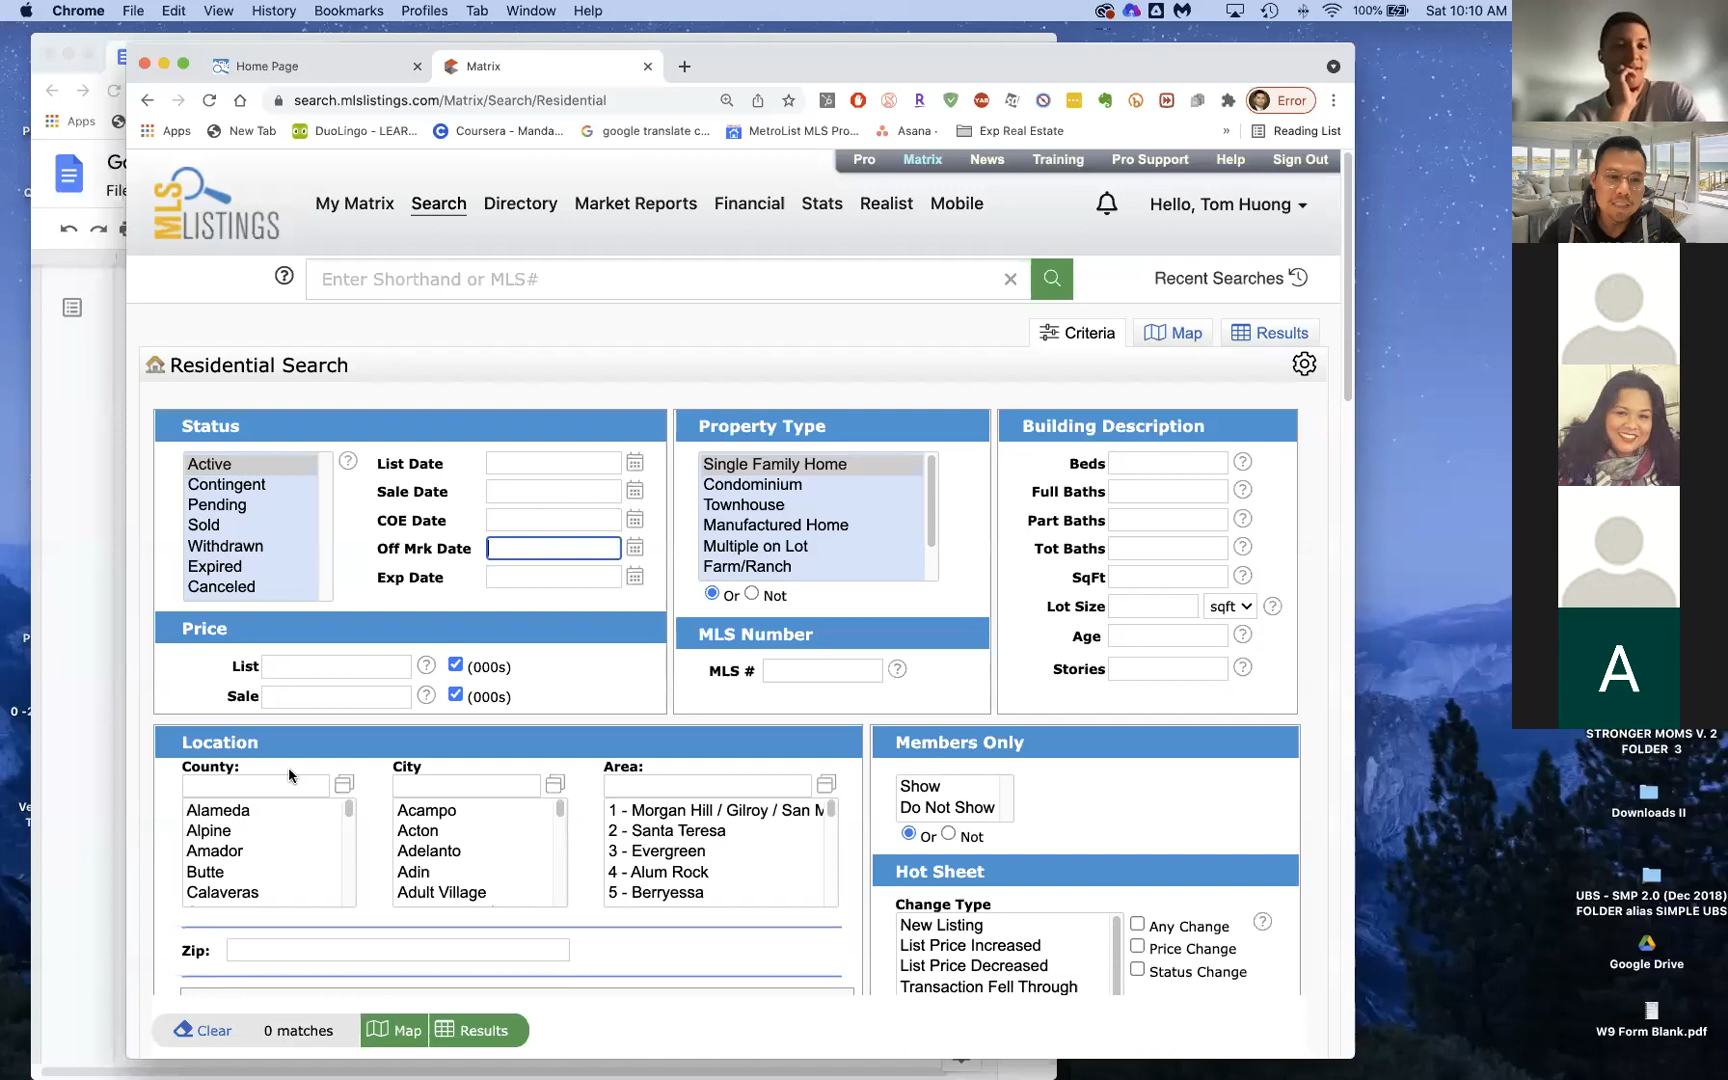 Chrome File Edit View History Bookmarks Profiles Tab Window Help 100% Sat 10:10 AM
Home Page Matrix
search.mlslistings.com/Matrix/Search/Residential Error
Apps Apps New Tab DuoLingo - LEAR... Coursera - Manda... google translate c... MetroList MLS Pro... Asana - Exp Real Estate » Reading List
Pro Matrix News Training Pro Support Help Sign Out
MLS LISTINGS
My Matrix Search Directory Market Reports Financial Stats Realist Mobile Hello, Tom Huong
Enter Shorthand or MLS# Recent Searches
Criteria Map Results
Residential Search
Status
Active
Contingent
Pending
Sold
Withdrawn
Expired
Canceled
List Date
Sale Date
COE Date
Off Mrk Date
Exp Date
Property Type
Single Family Home
Condominium
Townhouse
Manufactured Home
Multiple on Lot
Farm/Ranch
Or Not
Building Description
Beds
Full Baths
Part Baths
Tot Baths
SqFt
Lot Size sqft
Age
Stories
Price
List (000s)
Sale (000s)
MLS Number
MLS #
Location
County:
Alameda
Alpine
Amador
Butte
Calaveras
City
Acampo
Acton
Adelanto
Adin
Adult Village
Area:
1 - Morgan Hill / Gilroy / San M
2 - Santa Teresa
3 - Evergreen
4 - Alum Rock
5 - Berryessa
Zip:
Members Only
Show
Do Not Show
Or Not
Hot Sheet
Change Type
New Listing
List Price Increased
List Price Decreased
Transaction Fell Through
Any Change
Price Change
Status Change
Clear 0 matches Map Results
A
STRONGER MOMS V. 2
FOLDER 3
Downloads II
UBS - SMP 2.0 (Dec 2018)
FOLDER alias SIMPLE UBS
Google Drive
W9 Form Blank.pdf